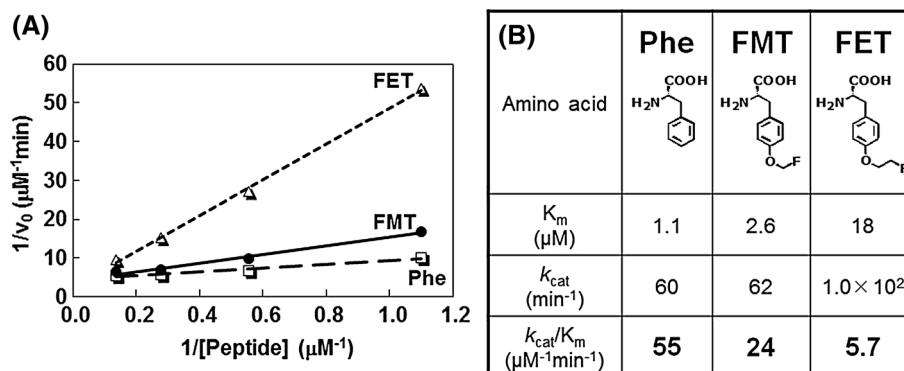 (A)
60
50
40
30
20
10
0
1/v₀ (μM⁻¹min)
FET
FMT
Phe
0.0 0.2 0.4 0.6 0.8 1.0 1.2
1/[Peptide] (μM⁻¹)
(B) Phe FMT FET
Amino acid
COOH H₂N
COOH H₂N O F
COOH H₂N O F
Kₘ (μM) 1.1 2.6 18
kcat (min⁻¹) 60 62 1.0×10²
kcat/Kₘ (μM⁻¹min⁻¹) 55 24 5.7